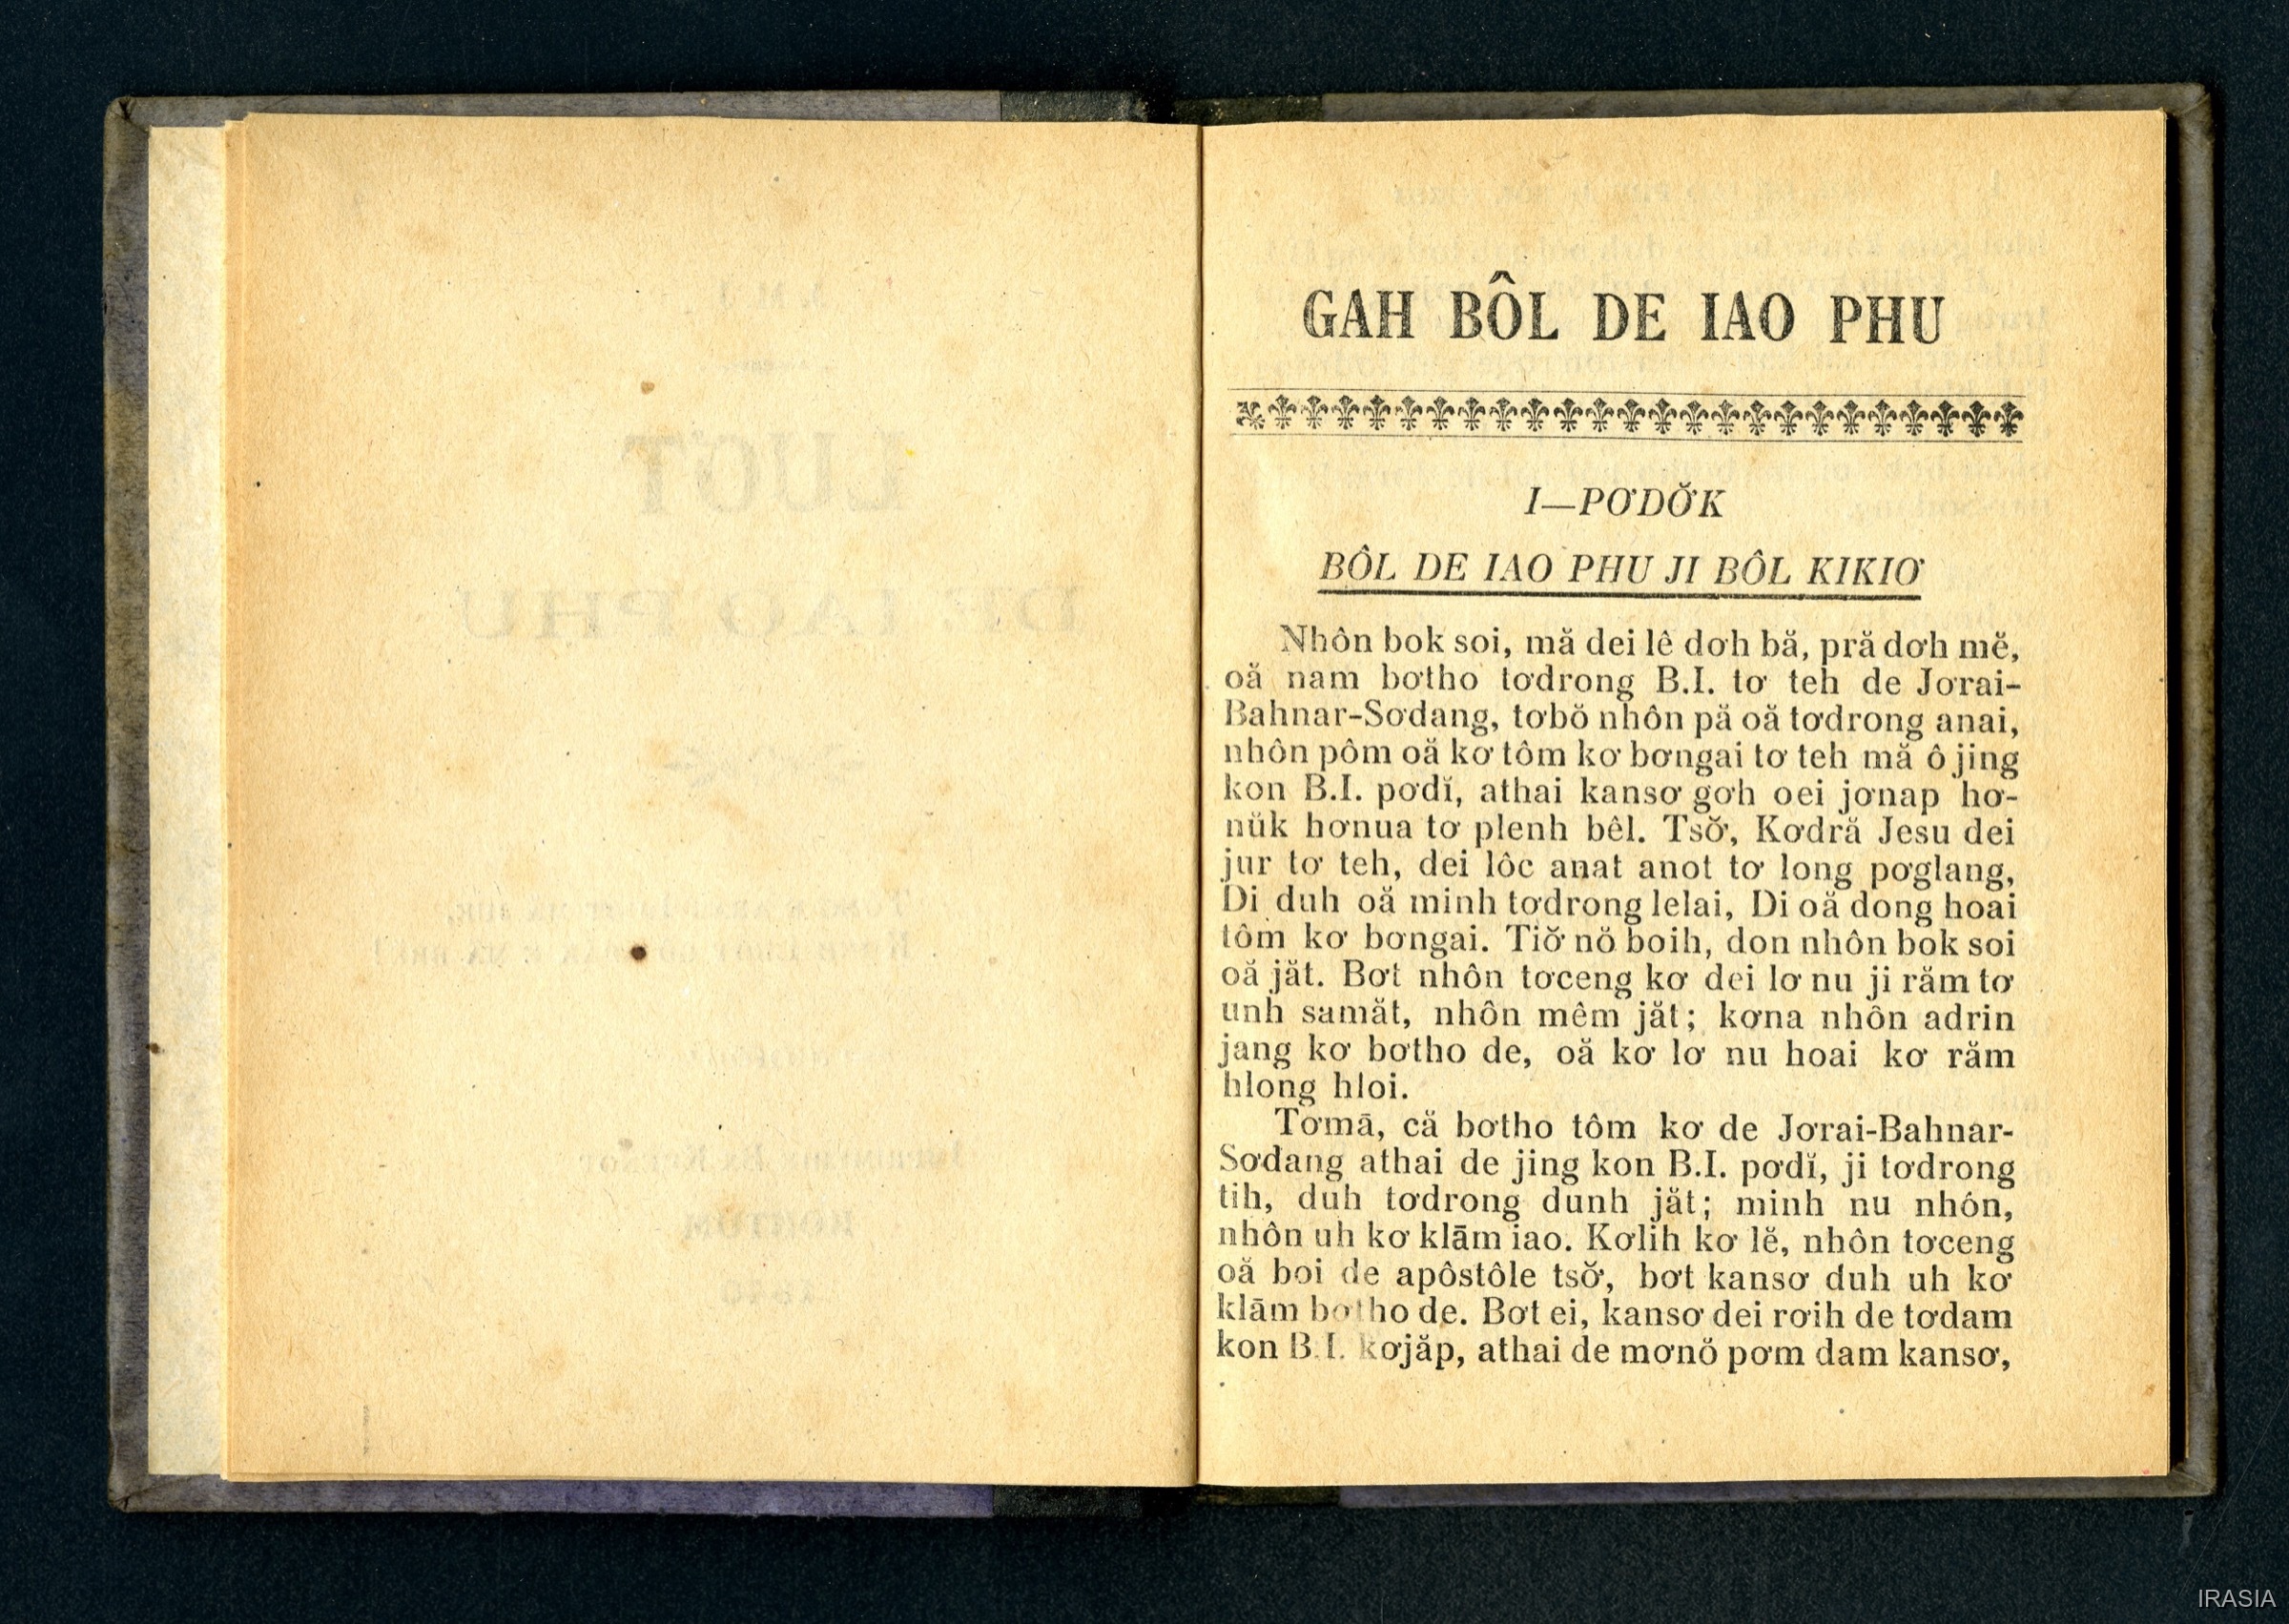 GAH BÔL DE IAO PHU
I—PƠDƠ̆K
BÔL DE IAO PHU JI BÔL KIKIƠ
Nhôn bok soi, mă dei lê dơh bă, pră dơh mĕ,
oă nam bơtho tơdrong B.I. tơ teh de Jơrai-
Bahnar-Sơdang, tơbŏ nhôn pă oă tơdrong anai,
nhôn pôm oă kơ tôm kơ bơngai tơ teh mă ô jing
kon B.I. pơdĭ, athai kansơ gơh oei jơnap hơ-
nŭk hơnua tơ plenh bêl. Tsơ̆, Kơdră Jesu dei
jur tơ teh, dei lôc anat anot tơ long pơglang,
Di duh oă minh tơdrong lelai, Di oă dong hoai
tôm kơ bơngai. Tiơ̆ nŏ boih, don nhôn bok soi
oă jăt. Bơt nhôn tơceng kơ dei lơ nu ji răm tơ
unh samăt, nhôn mêm jăt; kơna nhôn adrin
jang kơ bơtho de, oă kơ lơ nu hoai kơ răm
hlong hloi.
Tơmā, că bơtho tôm kơ de Jơrai-Bahnar-
Sơdang athai de jing kon B.I. pơdĭ, ji tơdrong
tih, duh tơdrong dunh jăt; minh nu nhôn,
nhôn uh kơ klām iao. Kơlih kơ lĕ, nhôn tơceng
oă boi de apôstôle tsơ̆, bơt kansơ duh uh kơ
klām bơtho de. Bơt ei, kansơ dei rơih de tơdam
kon B.I. kơjăp, athai de mơnŏ pơm dam kansơ,
IRASIA